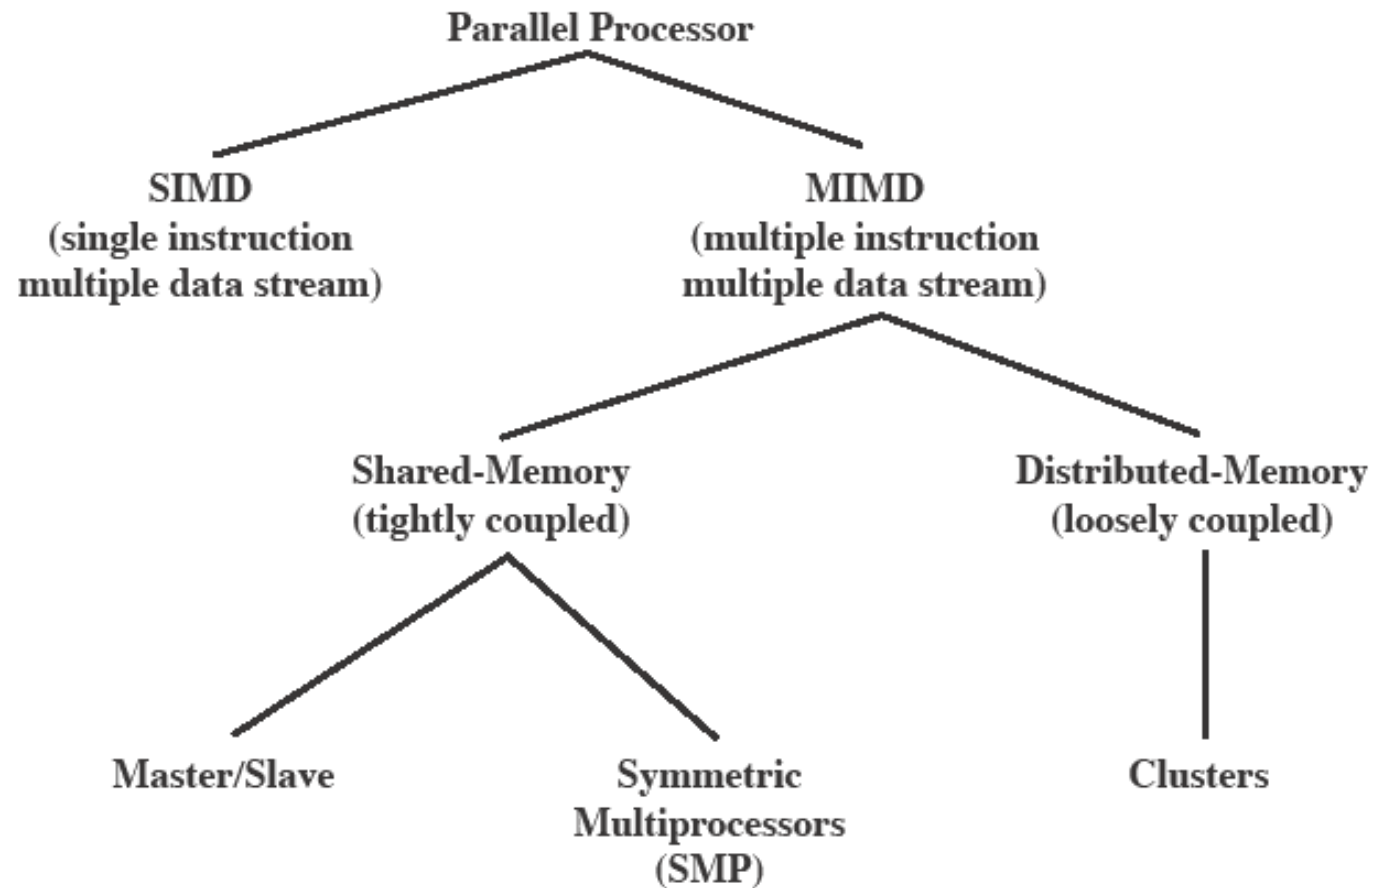 Parallel Processor
SIMD
(single instruction
multiple data stream)
MIMD
(multiple instruction
multiple data stream)
Shared-Memory
(tightly coupled)
Distributed-Memory
(loosely coupled)
Master/Slave
Symmetric
Multiprocessors
(SMP)
Clusters